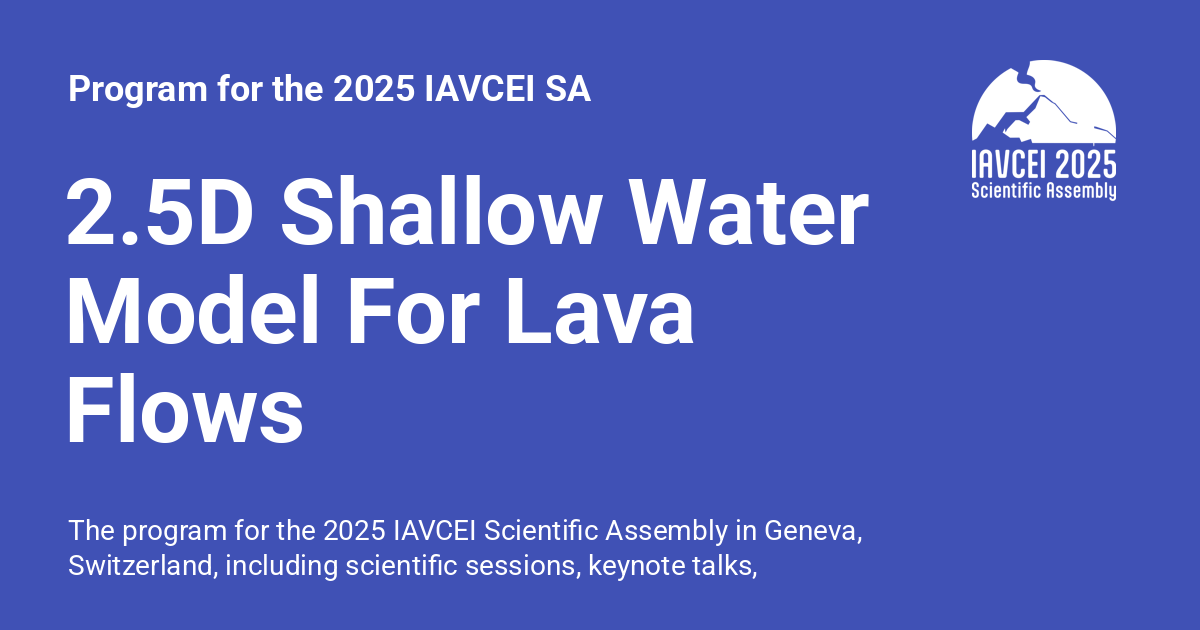 Program for the 2025 IAVCEI SA
IAVCEI 2025
Scientific Assembly
2.5D Shallow Water
Model For Lava
Flows
The program for the 2025 IAVCEI Scientific Assembly in Geneva,
Switzerland, including scientific sessions, keynote talks,